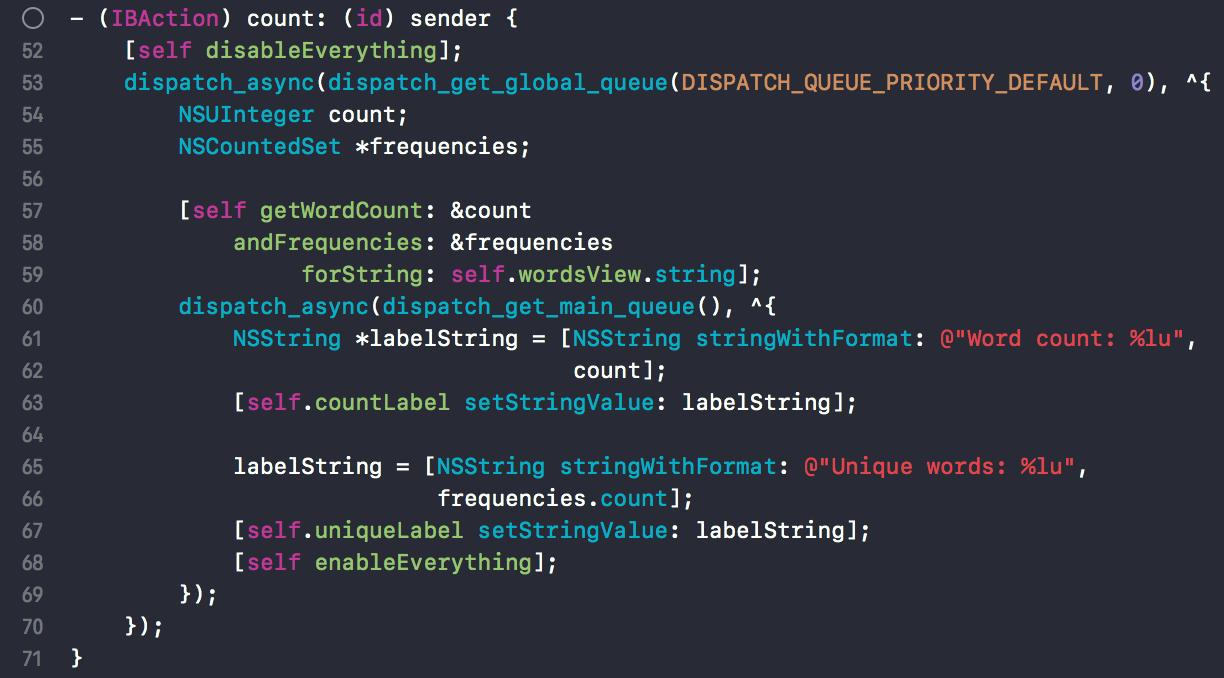 - (IBAction) count: (id) sender {
52     [self disableEverything];
53     dispatch_async(dispatch_get_global_queue(DISPATCH_QUEUE_PRIORITY_DEFAULT, 0), ^{
54         NSUInteger count;
55         NSCountedSet *frequencies;
56
57         [self getWordCount: &count
58             andFrequencies: &frequencies
59                  forString: self.wordsView.string];
60         dispatch_async(dispatch_get_main_queue(), ^{
61             NSString *labelString = [NSString stringWithFormat: @"Word count: %lu",
62                                      count];
63             [self.countLabel setStringValue: labelString];
64
65             labelString = [NSString stringWithFormat: @"Unique words: %lu",
66                            frequencies.count];
67             [self.uniqueLabel setStringValue: labelString];
68             [self enableEverything];
69         });
70     });
71 }